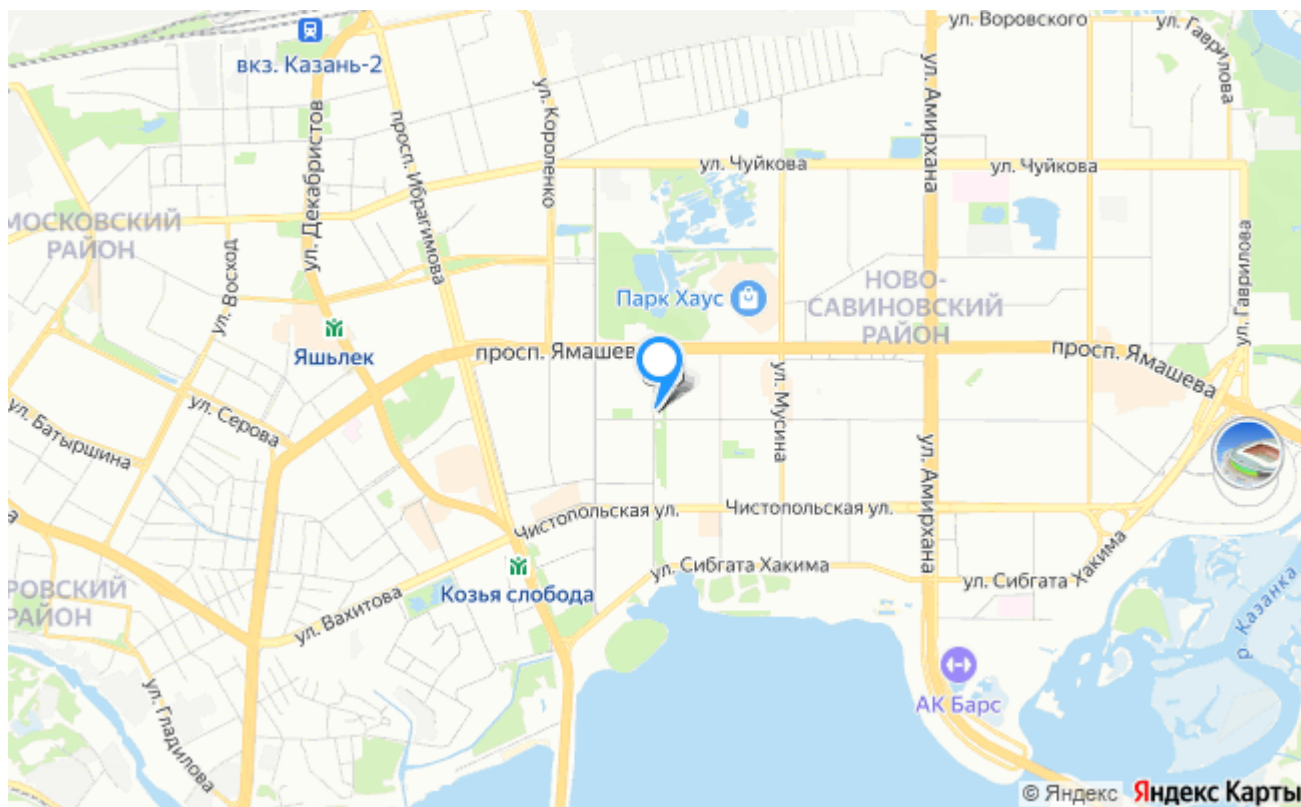 ул. Воровского
ул. Гаврилова
вкз. Казань-2
ул. Декабристов
просп. Ибрагимова
ул. Короленко
ул. Амирхана
ул. Чуйкова
ул. Чуйкова
МОСКОВСКИЙ
РАЙОН
ул. Восход
ул. Гаврилова
Парк Хаус
НОВО-
САВИНОВСКИЙ
РАЙОН
Яшьлек
просп. Ямашев
просп. Ямашева
ул. Мусина
ул. Серова
ул. Батыршина
ул. Амирхана
Чистопольская ул.
Чистопольская ул.
ул. Сибгата Хакима
ул. Сибгата Хакима
Козья слобода
РОВСКИЙ
РАЙОН
ул. Вахитова
р. Казанка
ул. Гладилова
АК Барс
© Яндекс Яндекс Карты